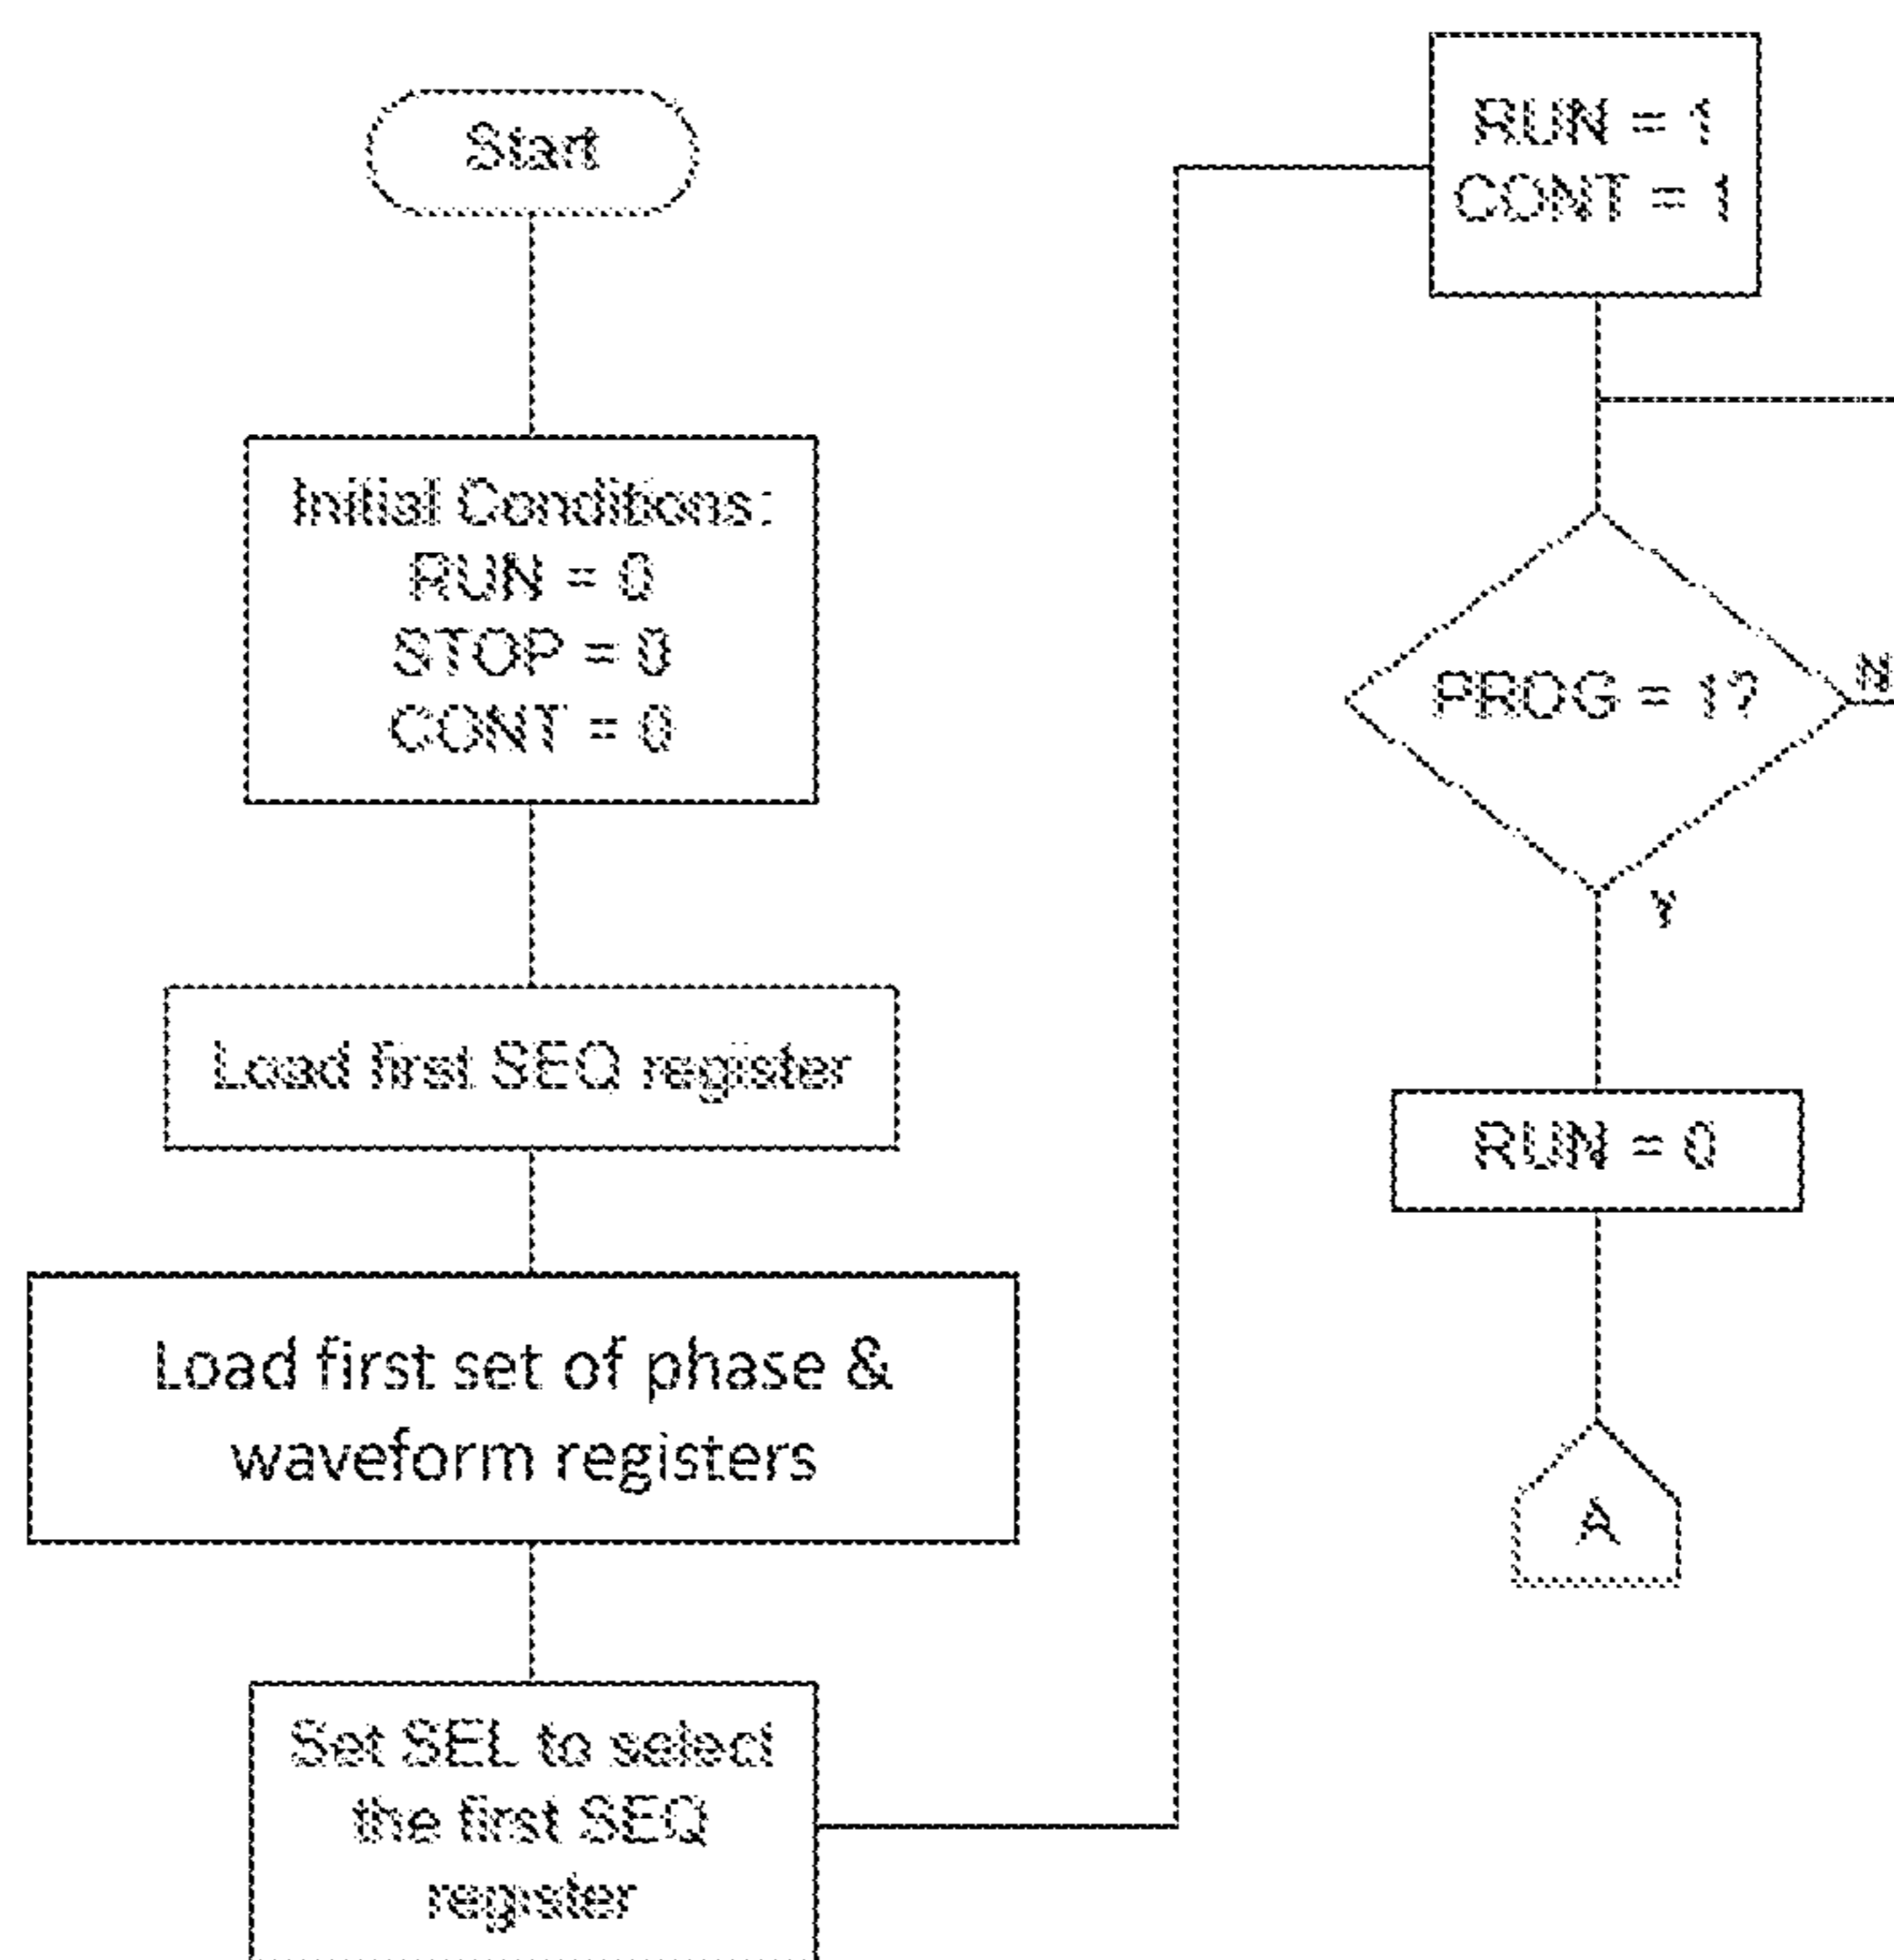 Start
Initial Conditions:
RUN = 0
STOP = 0
CONT = 0
Load first SEQ register
Load first set of phase &
waveform registers
Set SEL to select
the first SEQ
register
RUN = 1
CONT = 1
PROG = 1?
N
Y
RUN = 0
A